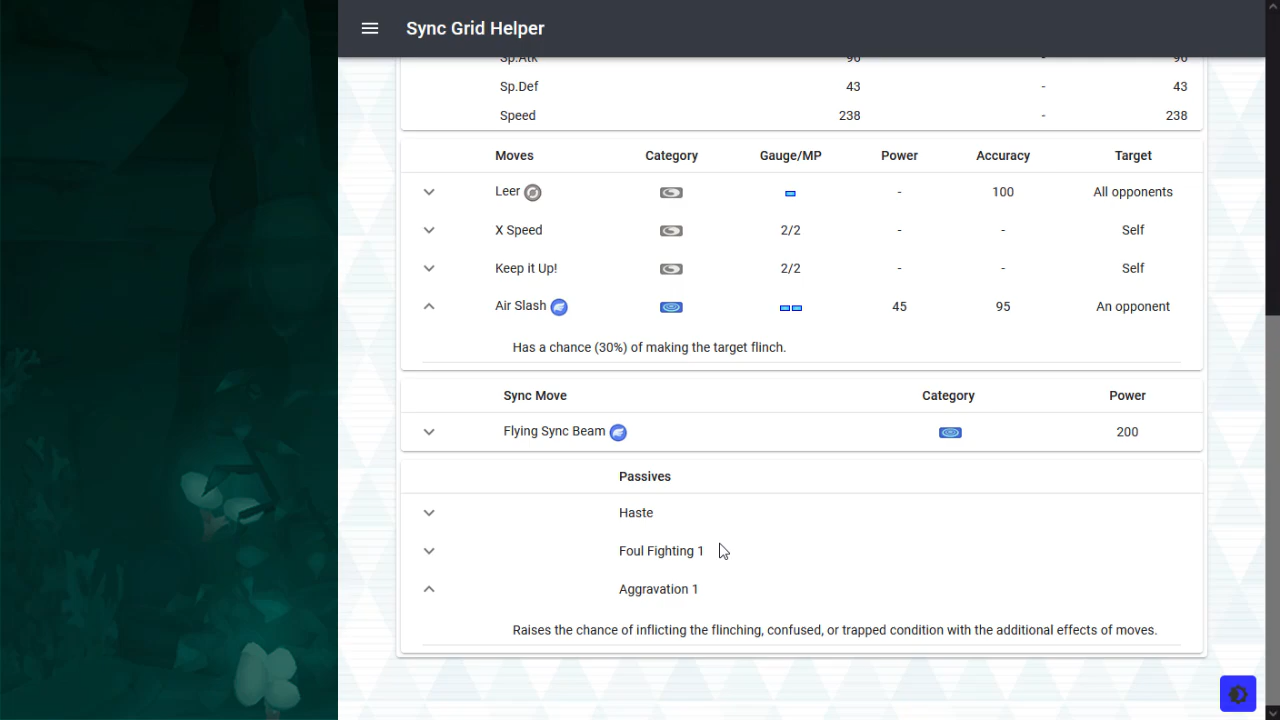 Sync Grid Helper
Sp.Atk 96 - 96
Sp.Def 43 - 43
Speed 238 - 238
Moves Category Gauge/MP Power Accuracy Target
Leer - 100 All opponents
X Speed 2/2 - - Self
Keep it Up! 2/2 - - Self
Air Slash 45 95 An opponent
Has a chance (30%) of making the target flinch.
Sync Move Category Power
Flying Sync Beam 200
Passives
Haste
Foul Fighting 1
Aggravation 1
Raises the chance of inflicting the flinching, confused, or trapped condition with the additional effects of moves.